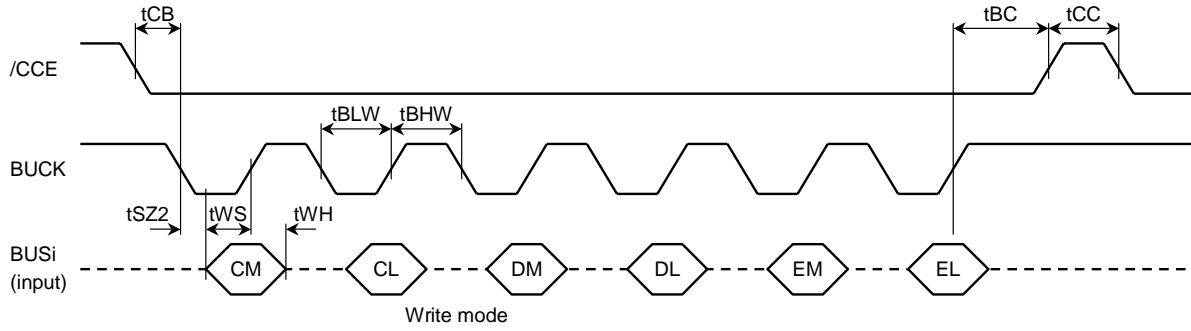 tCB tBC tCC
/CCE
tBLW tBHW
BUCK
tSZ2 tWS tWH
BUSi
(input)
CM CL DM DL EM EL
Write mode